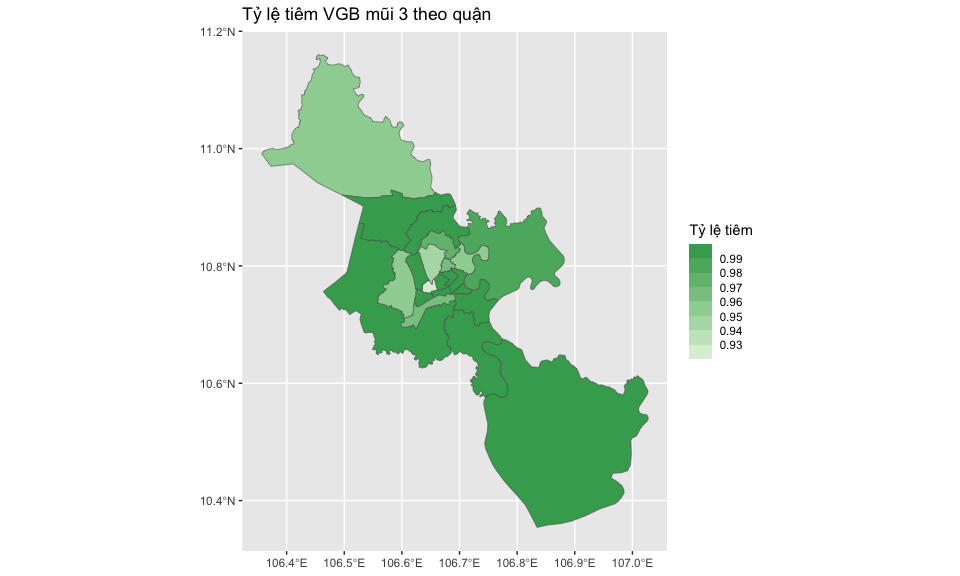 Tỷ lệ tiêm VGB mũi 3 theo quận
11.2°N
11.0°N
10.8°N
10.6°N
10.4°N
106.4°E 106.5°E 106.6°E 106.7°E 106.8°E 106.9°E 107.0°E
Tỷ lệ tiêm
0.99
0.98
0.97
0.96
0.95
0.94
0.93